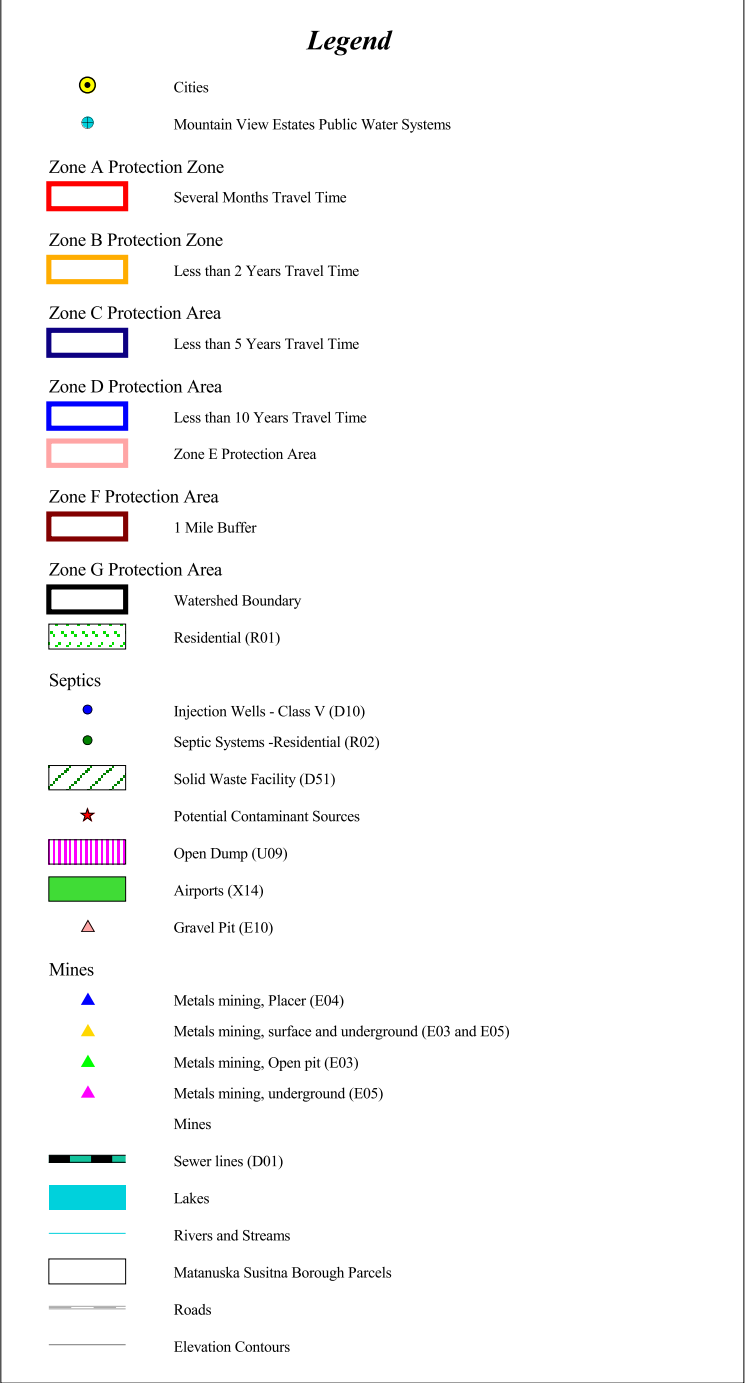 Legend
Cities
Mountain View Estates Public Water Systems
Zone A Protection Zone
Several Months Travel Time
Zone B Protection Zone
Less than 2 Years Travel Time
Zone C Protection Area
Less than 5 Years Travel Time
Zone D Protection Area
Less than 10 Years Travel Time
Zone E Protection Area
Zone F Protection Area
1 Mile Buffer
Zone G Protection Area
Watershed Boundary
Residential (R01)
Septics
Injection Wells - Class V (D10)
Septic Systems -Residential (R02)
Solid Waste Facility (D51)
Potential Contaminant Sources
Open Dump (U09)
Airports (X14)
Gravel Pit (E10)
Mines
Metals mining, Placer (E04)
Metals mining, surface and underground (E03 and E05)
Metals mining, Open pit (E03)
Metals mining, underground (E05)
Mines
Sewer lines (D01)
Lakes
Rivers and Streams
Matanuska Susitna Borough Parcels
Roads
Elevation Contours